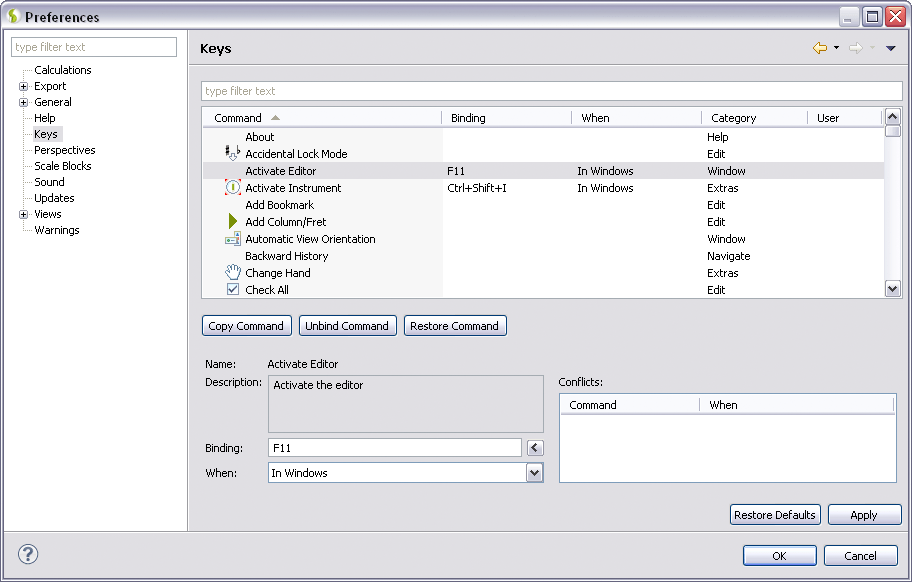 Preferences
type filter text
Calculations
Export
General
Help
Keys
Perspectives
Scale Blocks
Sound
Updates
Views
Warnings
Keys
type filter text
Command Binding When Category User
About Help
Accidental Lock Mode Edit
Activate Editor F11 In Windows Window
Activate Instrument Ctrl+Shift+I In Windows Extras
Add Bookmark Edit
Add Column/Fret Edit
Automatic View Orientation Window
Backward History Navigate
Change Hand Extras
Check All Edit
Copy Command Unbind Command Restore Command
Name: Activate Editor
Description: Activate the editor
Conflicts:
Command When
Binding: F11
When: In Windows
Restore Defaults Apply
OK Cancel